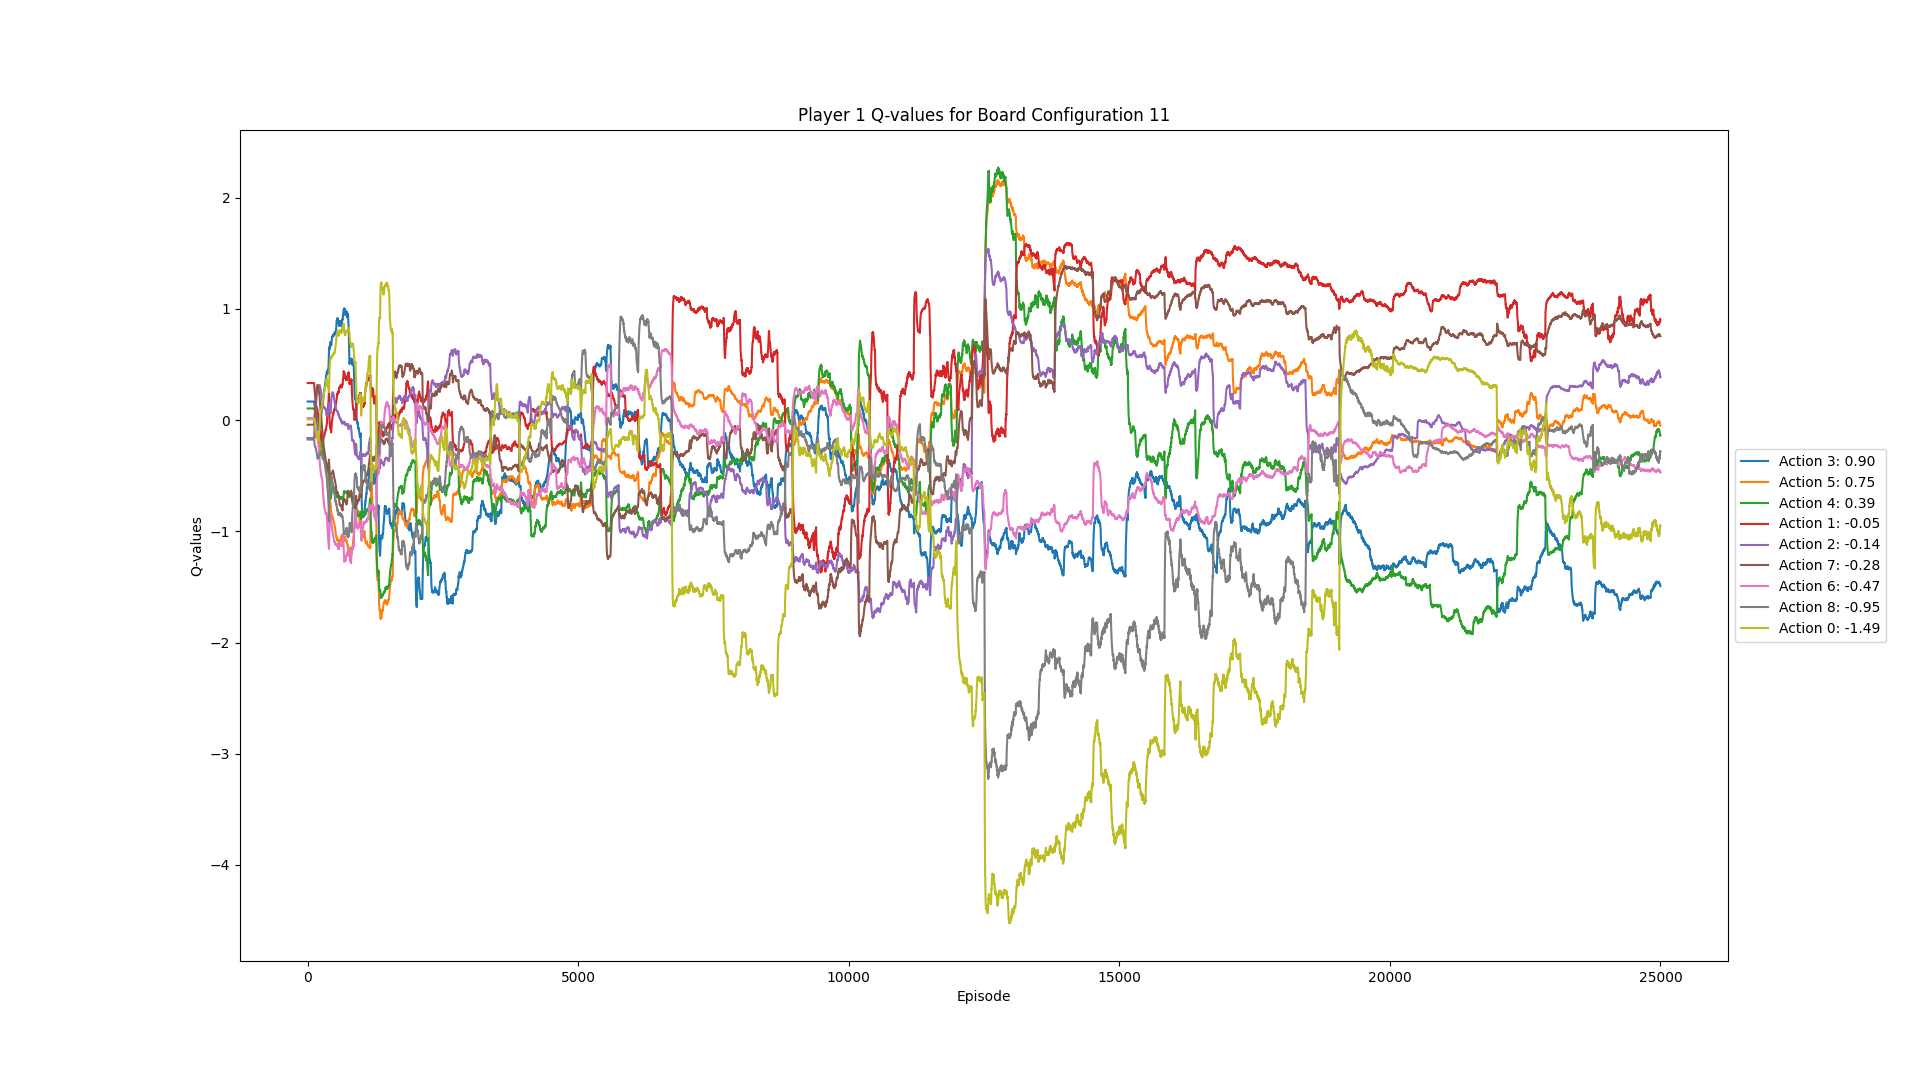 Player 1 Q-values for Board Configuration 11
2
1
0
−1
−2
−3
−4
Q-values
0 5000 10000 15000 20000 25000
Episode
Action 3: 0.90
Action 5: 0.75
Action 4: 0.39
Action 1: -0.05
Action 2: -0.14
Action 7: -0.28
Action 6: -0.47
Action 8: -0.95
Action 0: -1.49